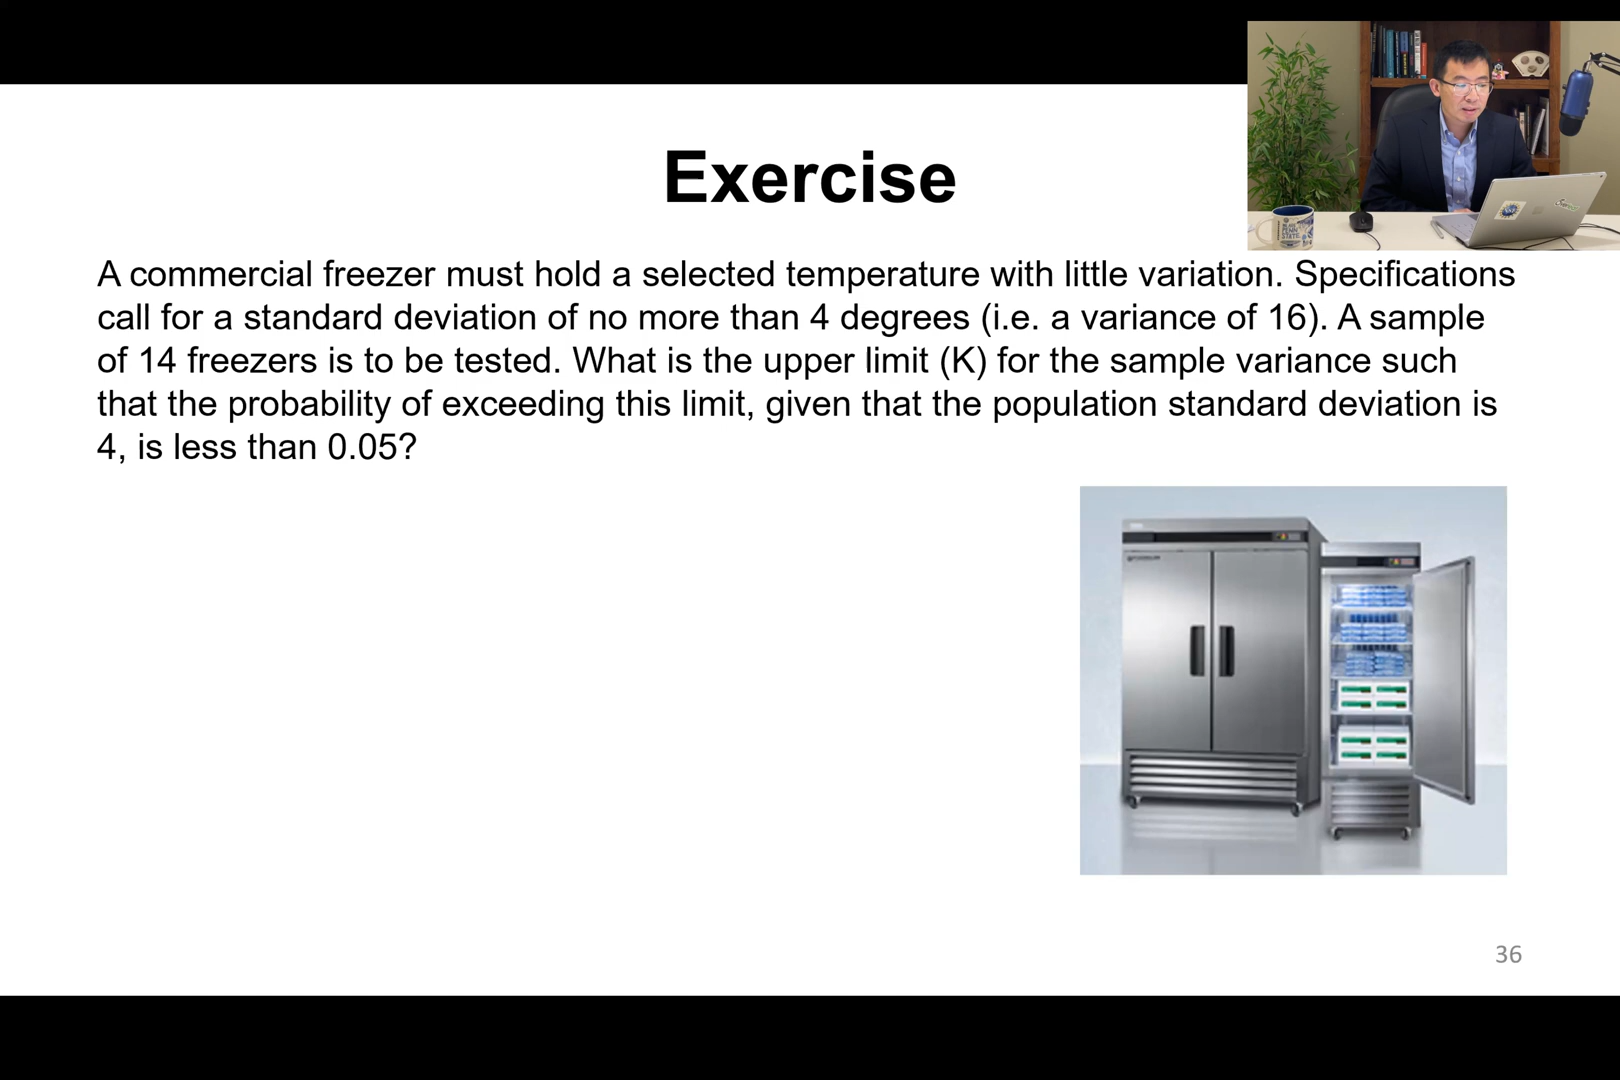 Exercise
A commercial freezer must hold a selected temperature with little variation. Specifications
call for a standard deviation of no more than 4 degrees (i.e. a variance of 16). A sample
of 14 freezers is to be tested. What is the upper limit (K) for the sample variance such
that the probability of exceeding this limit, given that the population standard deviation is
4, is less than 0.05?
36